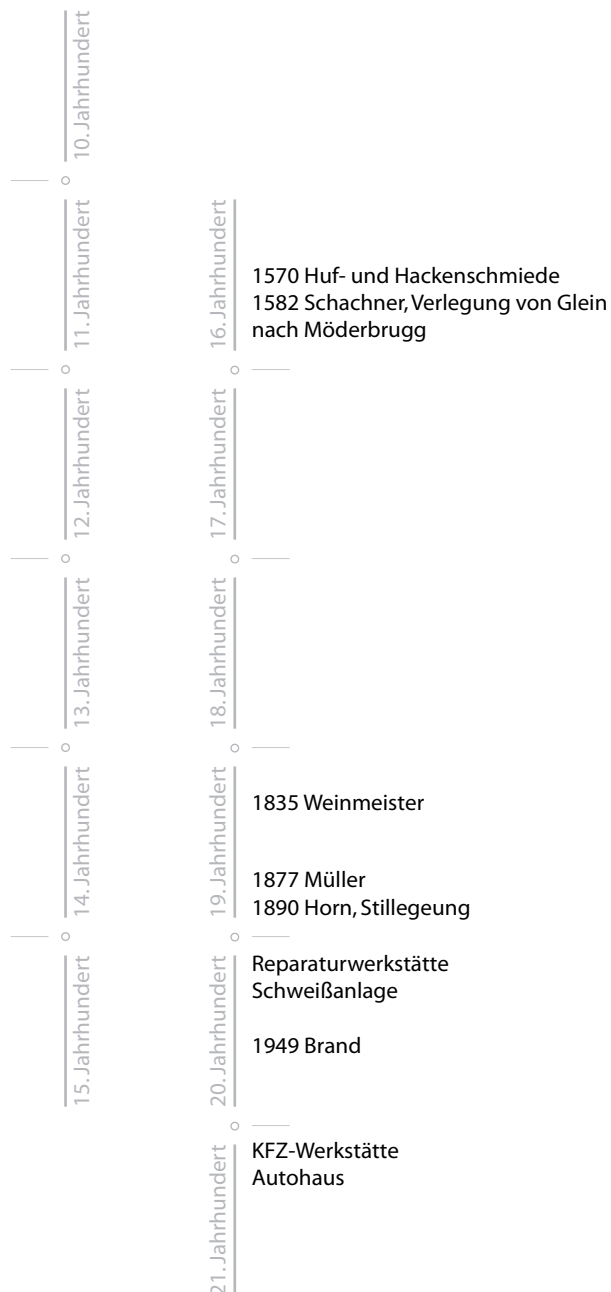 10. Jahrhundert
11. Jahrhundert
12. Jahrhundert
13. Jahrhundert
14. Jahrhundert
15. Jahrhundert
16. Jahrhundert
1570 Huf- und Hackenschmiede
1582 Schachner, Verlegung von Glein
nach Möderbrugg
17. Jahrhundert
18. Jahrhundert
19. Jahrhundert
1835 Weinmeister
1877 Müller
1890 Horn, Stillegeung
20. Jahrhundert
Reparaturwerkstätte
Schweißanlage
1949 Brand
21. Jahrhundert
KFZ-Werkstätte
Autohaus